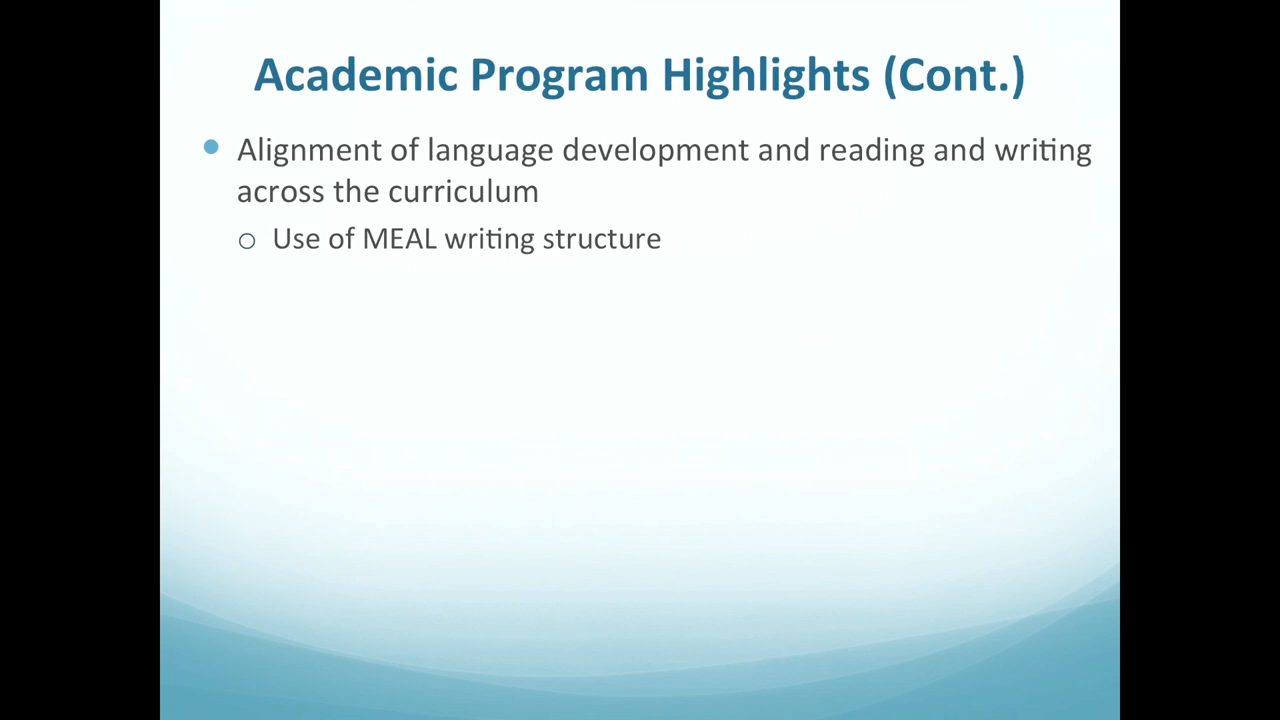 Academic Program Highlights (Cont.)
Alignment of language development and reading and writing
across the curriculum
Use of MEAL writing structure